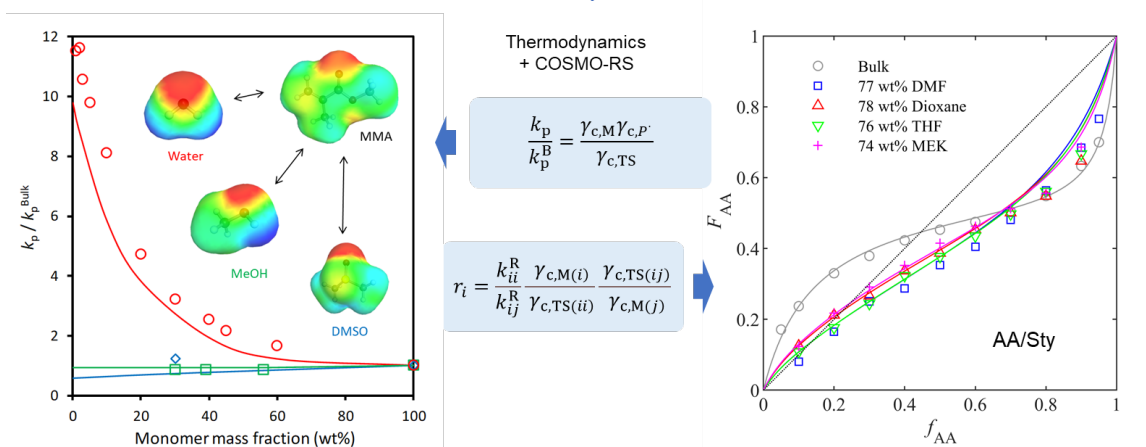 Thermodynamics
+ COSMO-RS
12
10
8
6
4
2
0
0
20
40
60
80
100
k_p / k_p^Bulk
Monomer mass fraction (wt%)
Water
MMA
MeOH
DMSO
k_p / k_p^B = γ_c,M γ_c,P· / γ_c,TS
r_i = k_ii^R / k_ij^R γ_c,M(i) / γ_c,TS(ii) γ_c,TS(ij) / γ_c,M(j)
1
0.8
0.6
0.4
0.2
0
0
0.2
0.4
0.6
0.8
1
F_AA
f_AA
Bulk
77 wt% DMF
78 wt% Dioxane
76 wt% THF
74 wt% MEK
AA/Sty